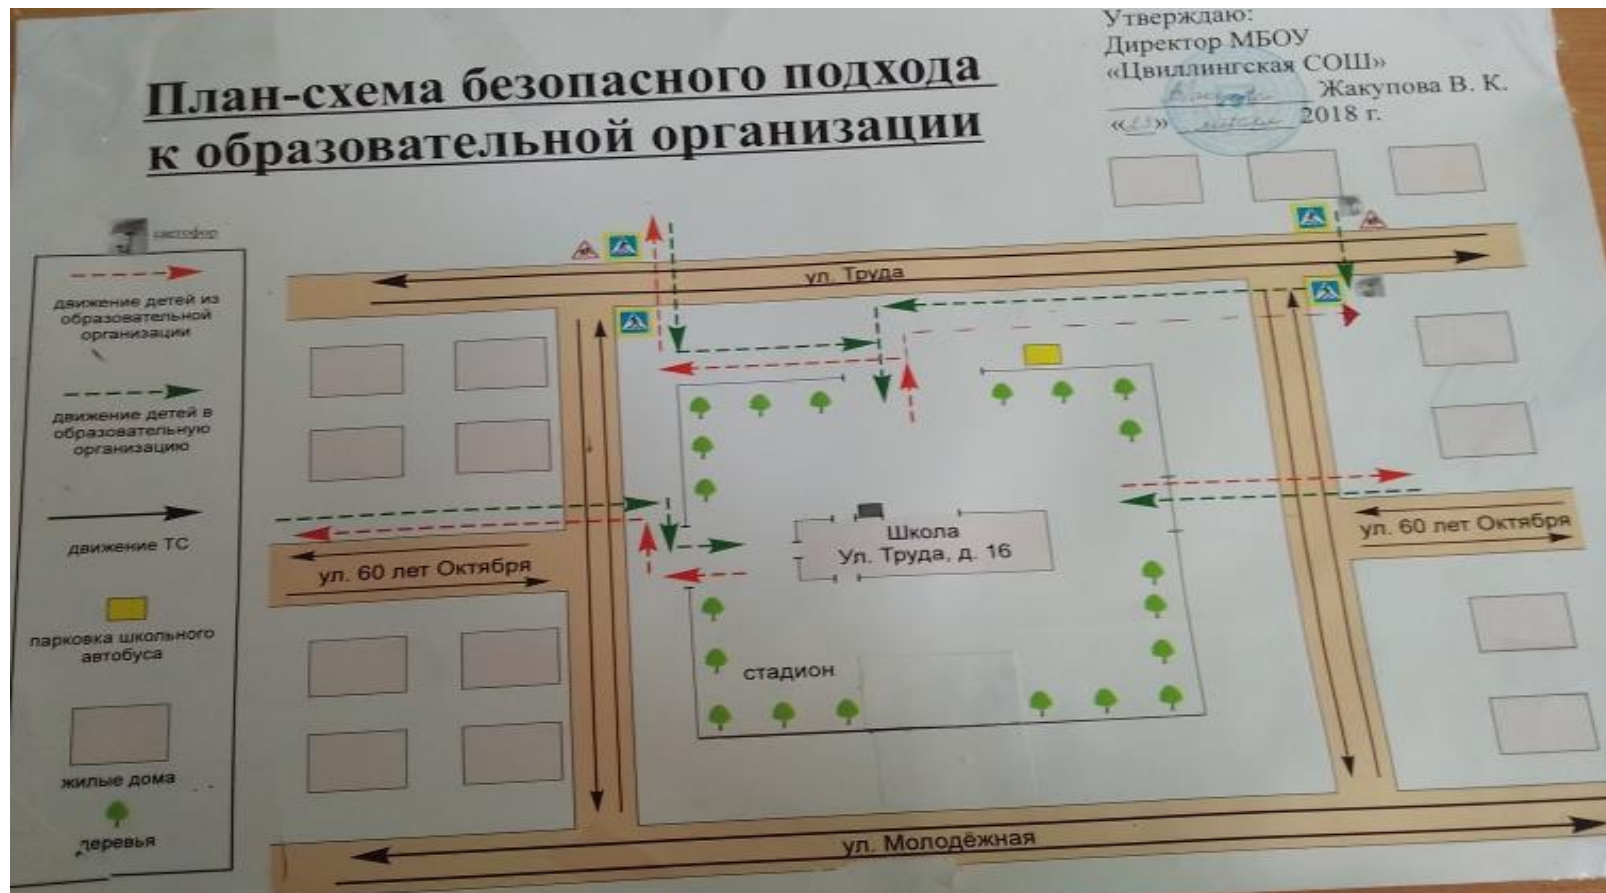 План-схема безопасного подхода
к образовательной организации
Утверждаю:
Директор МБОУ
«Цвиллингская СОШ»
Жакупова В. К.
2018 г.
светофор
движение детей из
образовательной
организации
движение детей в
образовательную
организацию
движение ТС
парковка школьного
автобуса
жилые дома
деревья
ул. Труда
Школа
Ул. Труда, д. 16
ул. 60 лет Октября
ул. 60 лет Октября
стадион
ул. Молодёжная